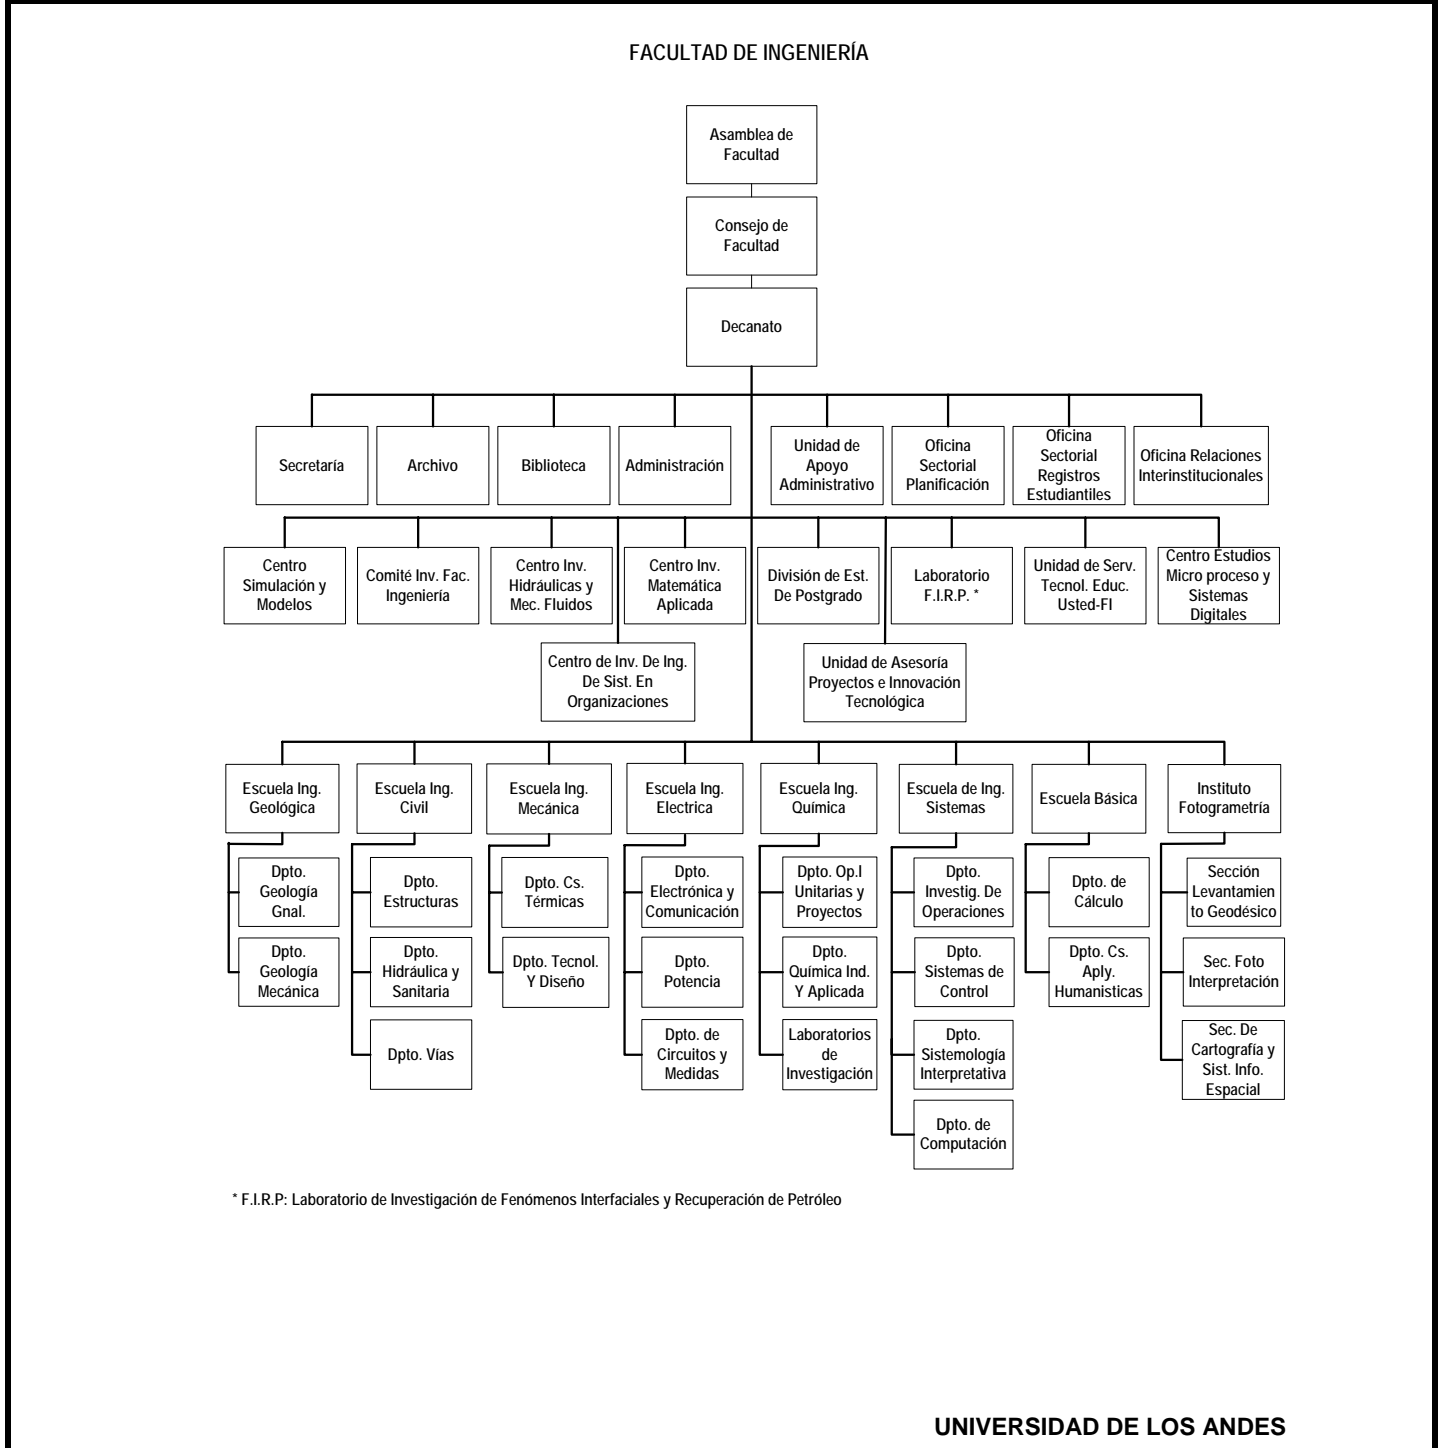 FACULTAD DE INGENIERÍA
Asamblea de
Facultad
Consejo de
Facultad
Decanato
Secretaría
Archivo
Biblioteca
Administración
Unidad de
Apoyo
Administrativo
Oficina
Sectorial
Planificación
Oficina
Sectorial
Registros
Estudiantiles
Oficina Relaciones
Interinstitucionales
Centro
Simulación y
Modelos
Comité Inv. Fac.
Ingeniería
Centro Inv.
Hidráulicas y
Mec. Fluidos
Centro Inv.
Matemática
Aplicada
División de Est.
De Postgrado
Laboratorio
F.I.R.P. *
Unidad de Serv.
Tecnol. Educ.
Usted-FI
Centro Estudios
Micro proceso y
Sistemas
Digitales
Centro de Inv. De Ing.
De Sist. En
Organizaciones
Unidad de Asesoría
Proyectos e Innovación
Tecnológica
Escuela Ing.
Geológica
Escuela Ing.
Civil
Escuela Ing.
Mecánica
Escuela Ing.
Electrica
Escuela Ing.
Química
Escuela de Ing.
Sistemas
Escuela Básica
Instituto
Fotogrametría
Dpto.
Geología
Gnal.
Dpto.
Estructuras
Dpto. Cs.
Térmicas
Dpto.
Electrónica y
Comunicación
Dpto. Op.I
Unitarias y
Proyectos
Dpto.
Investig. De
Operaciones
Dpto. de
Cálculo
Sección
Levantamien
to Geodésico
Dpto.
Geología
Mecánica
Dpto.
Hidráulica y
Sanitaria
Dpto. Tecnol.
Y Diseño
Dpto.
Potencia
Dpto.
Química Ind.
Y Aplicada
Dpto.
Sistemas de
Control
Dpto. Cs.
Aply.
Humanisticas
Sec. Foto
Interpretación
Dpto. Vías
Dpto. de
Circuitos y
Medidas
Laboratorios
de
Investigación
Dpto.
Sistemología
Interpretativa
Sec. De
Cartografía y
Sist. Info.
Espacial
Dpto. de
Computación
* F.I.R.P: Laboratorio de Investigación de Fenómenos Interfaciales y Recuperación de Petróleo
UNIVERSIDAD DE LOS ANDES